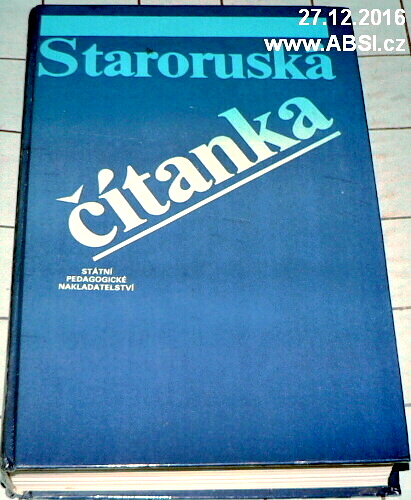 27.12.2016
www.ABSI.cz
Staroruská
čítanka
STÁTNÍ
PEDAGOGICKÉ
NAKLADATELSTVÍ